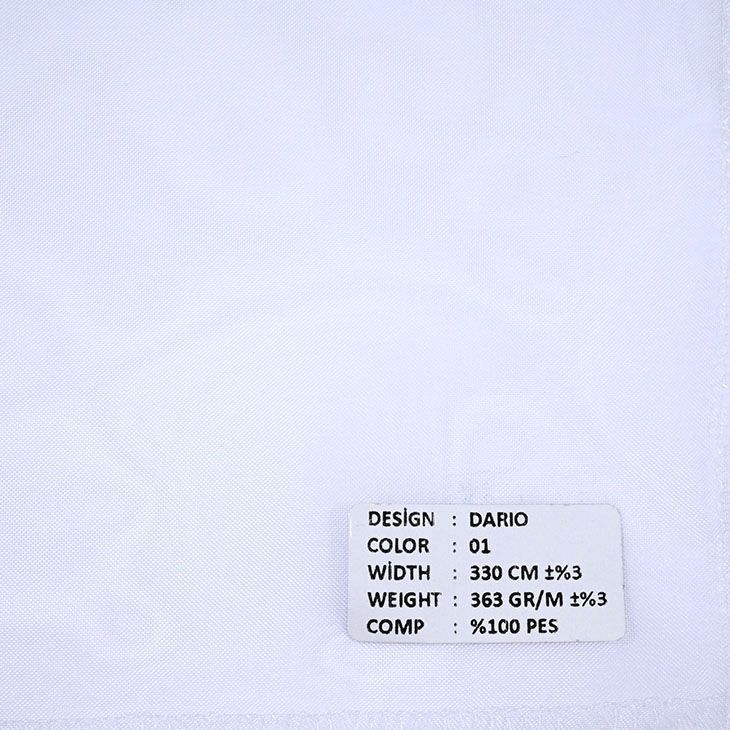 DESİGN : DARIO
COLOR : 01
WİDTH : 330 CM ±%3
WEIGHT : 363 GR/M ±%3
COMP : %100 PES